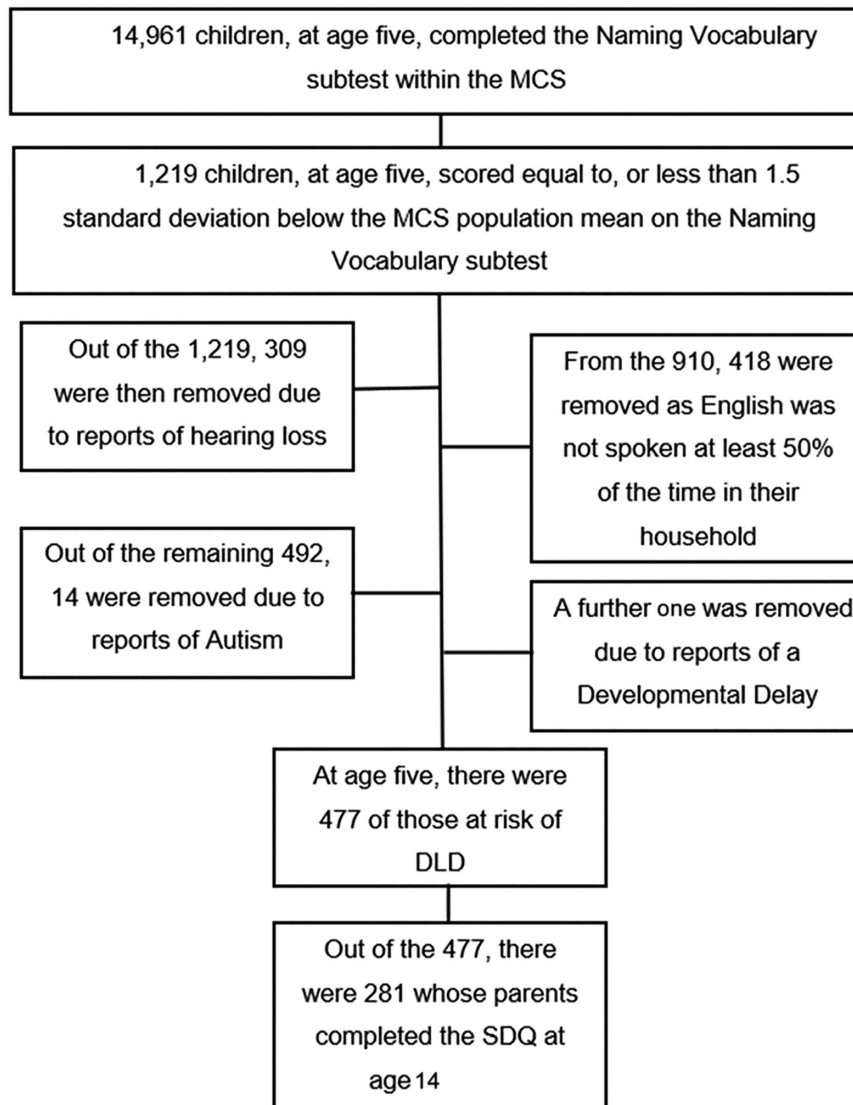 14,961 children, at age five, completed the Naming Vocabulary
subtest within the MCS
1,219 children, at age five, scored equal to, or less than 1.5
standard deviation below the MCS population mean on the Naming
Vocabulary subtest
Out of the 1,219, 309
were then removed due
to reports of hearing loss
From the 910, 418 were
removed as English was
not spoken at least 50%
of the time in their
household
Out of the remaining 492,
14 were removed due to
reports of Autism
A further one was removed
due to reports of a
Developmental Delay
At age five, there were
477 of those at risk of
DLD
Out of the 477, there
were 281 whose parents
completed the SDQ at
age 14